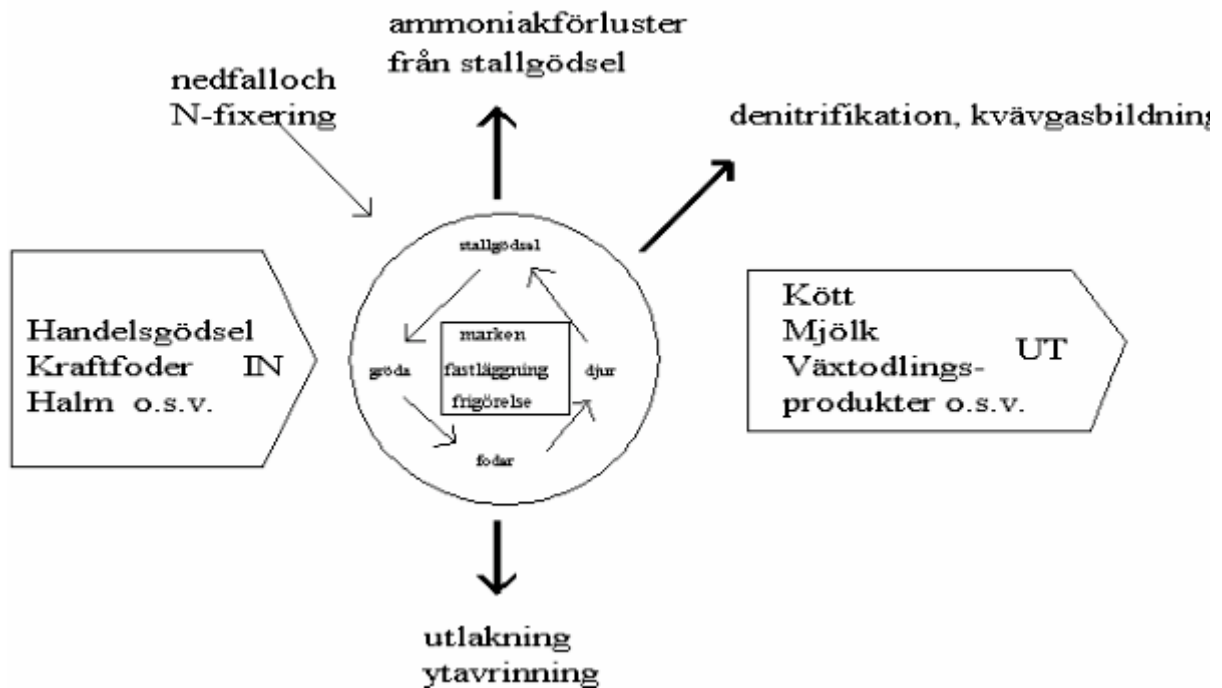 ammoniakförluster
från stallgödsel
nedfalloch
N-fixering
denitrifikation, kvävgasbildning
stallgödsel
Handelsgödsel
Kraftfoder IN
Halm o.s.v.
marken
gröda fastläggning djur
frigörelse
fodar
Kött
Mjölk UT
Växtodlings-
produkter o.s.v.
utlakning
ytavrinning